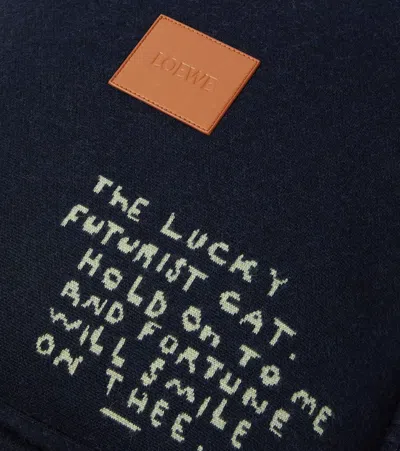 LOEWE
The LUCKY
FUTURIST CAT.
HOLD On TO ME
AND FORTUNE
WILL SMILE
ON THEE.